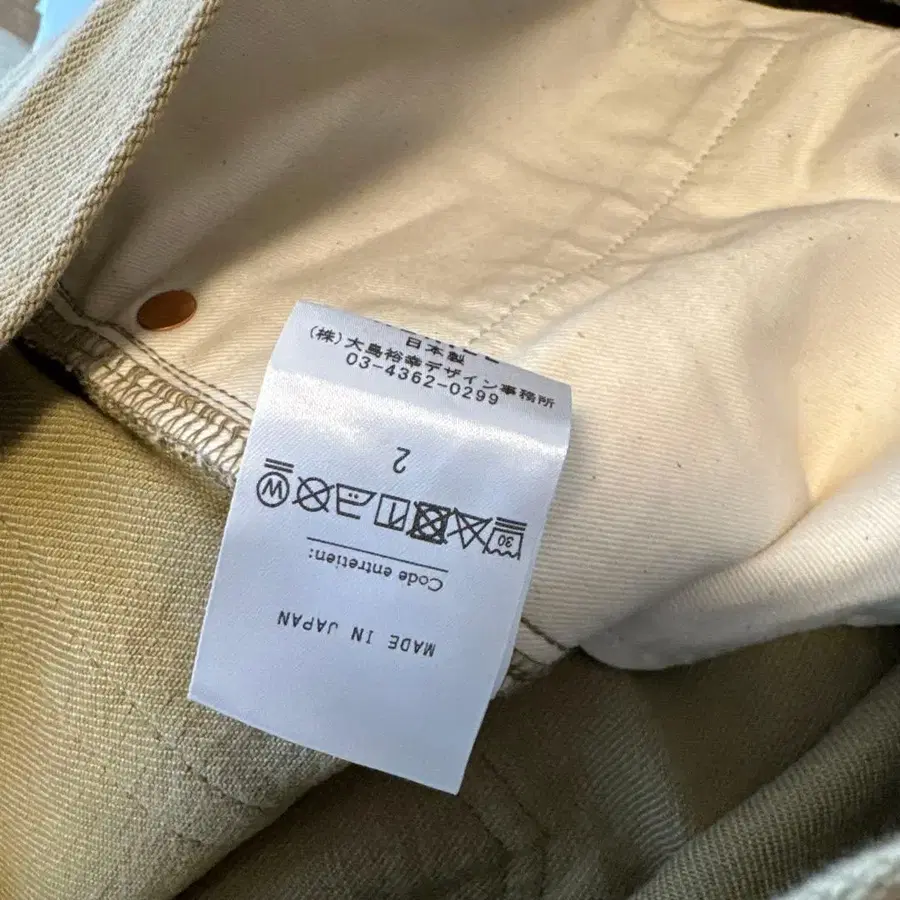 日本製
(株)大島裕幸デザイン事務所
03-4362-0299
2
W 30
Code entretien:
MADE IN JAPAN